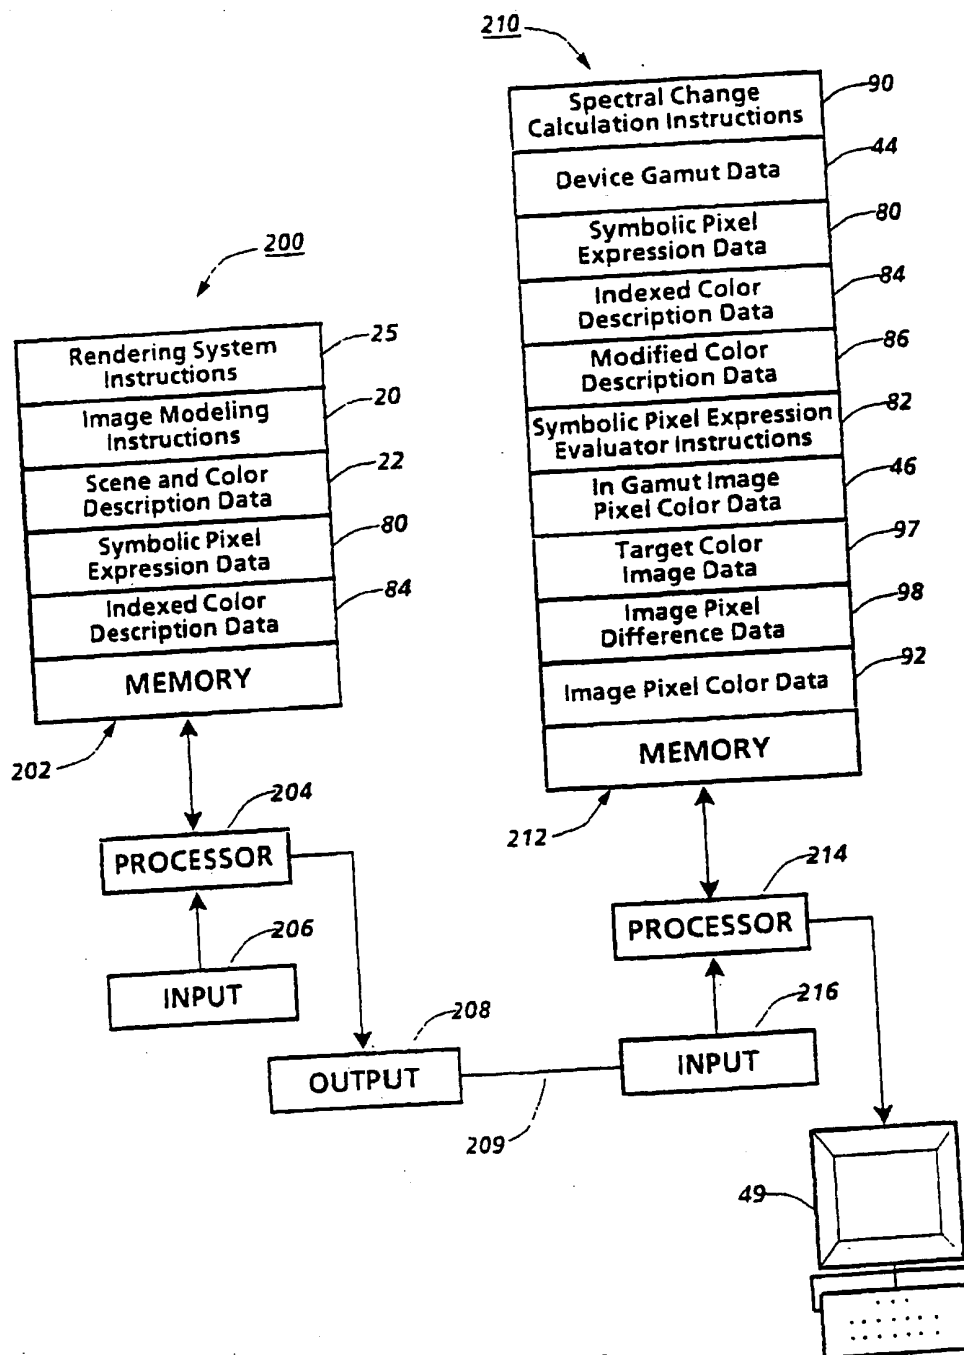 210
Spectral Change
Calculation Instructions
90
Device Gamut Data
44
Symbolic Pixel
Expression Data
80
Indexed Color
Description Data
84
Modified Color
Description Data
86
Symbolic Pixel Expression
Evaluator Instructions
82
In Gamut Image
Pixel Color Data
46
Target Color
Image Data
97
Image Pixel
Difference Data
98
Image Pixel Color Data
92
MEMORY
212
PROCESSOR
214
INPUT
216
200
Rendering System
Instructions
25
Image Modeling
Instructions
20
Scene and Color
Description Data
22
Symbolic Pixel
Expression Data
80
Indexed Color
Description Data
84
MEMORY
202
PROCESSOR
204
INPUT
206
OUTPUT
208
209
49